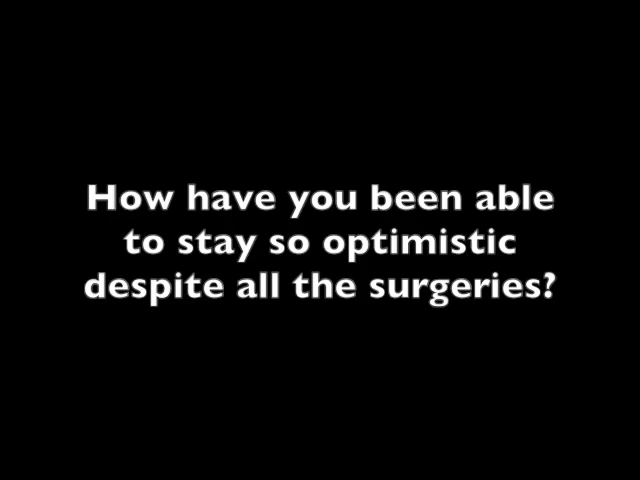 How have you been able
to stay so optimistic
despite all the surgeries?